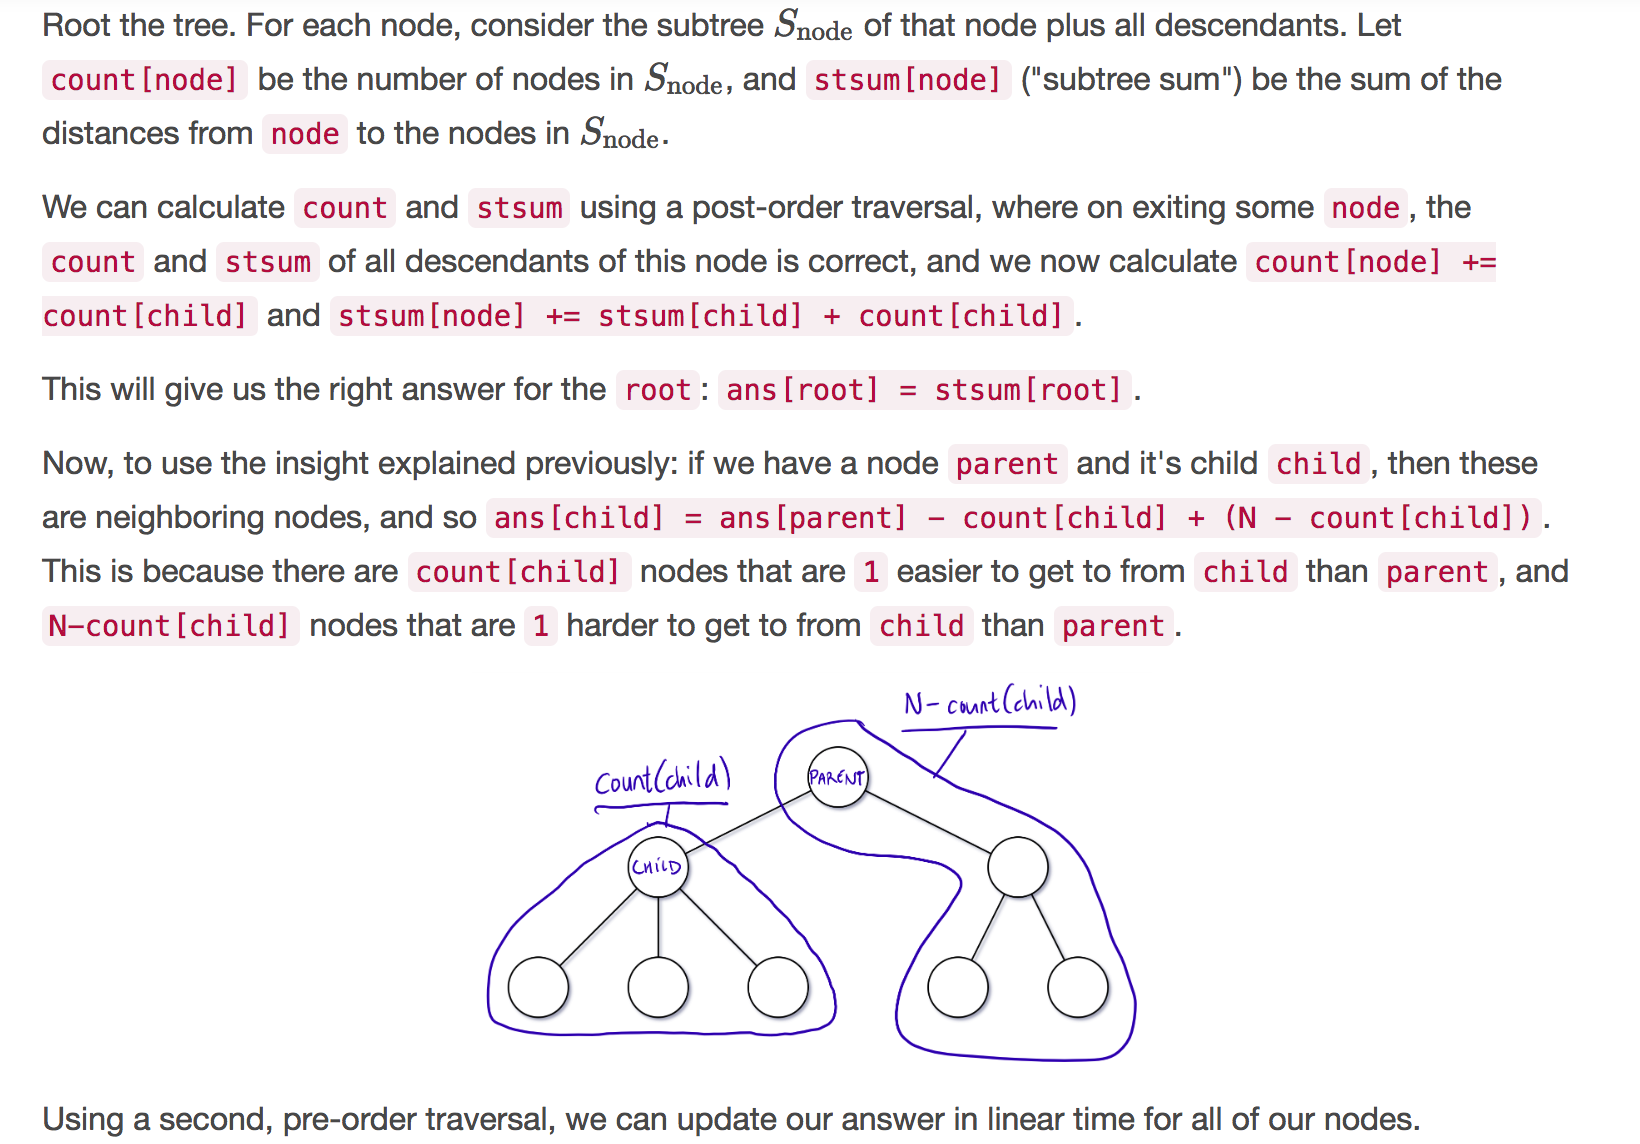 Root the tree. For each node, consider the subtree S_node of that node plus all descendants. Let
count[node] be the number of nodes in S_node, and stsum[node] ("subtree sum") be the sum of the
distances from node to the nodes in S_node.
We can calculate count and stsum using a post-order traversal, where on exiting some node, the
count and stsum of all descendants of this node is correct, and we now calculate count[node] +=
count[child] and stsum[node] += stsum[child] + count[child].
This will give us the right answer for the root: ans[root] = stsum[root].
Now, to use the insight explained previously: if we have a node parent and it's child child, then these
are neighboring nodes, and so ans[child] = ans[parent] - count[child] + (N - count[child]).
This is because there are count[child] nodes that are 1 easier to get to from child than parent, and
N-count[child] nodes that are 1 harder to get to from child than parent.
N-count(child)
Count(child)
PARENT
CHiLD
Using a second, pre-order traversal, we can update our answer in linear time for all of our nodes.